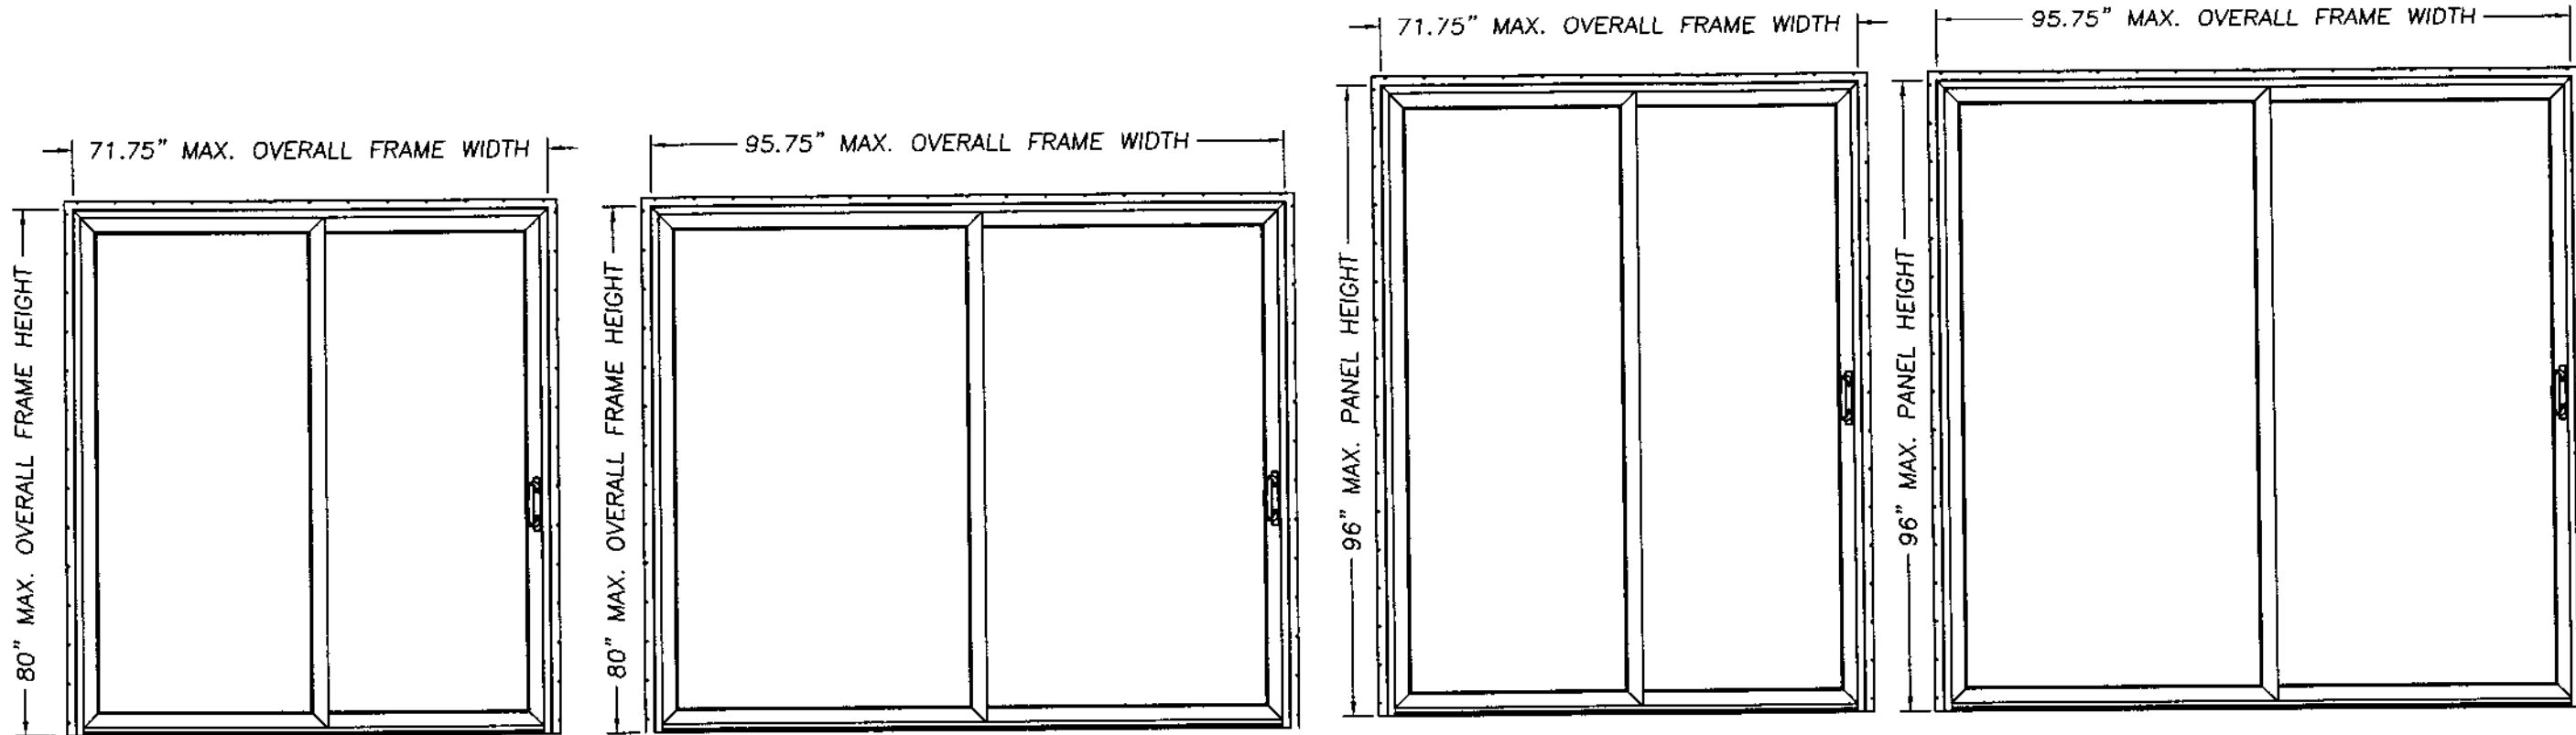 71.75" MAX. OVERALL FRAME WIDTH
80" MAX. OVERALL FRAME HEIGHT
95.75" MAX. OVERALL FRAME WIDTH
80" MAX. OVERALL FRAME HEIGHT
71.75" MAX. OVERALL FRAME WIDTH
96" MAX. PANEL HEIGHT
95.75" MAX. OVERALL FRAME WIDTH
96" MAX. PANEL HEIGHT